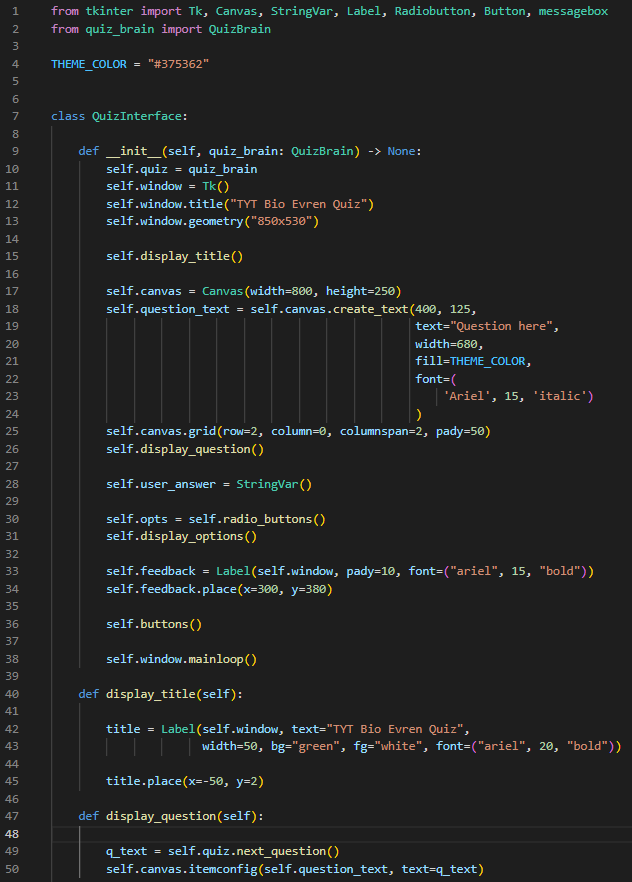 1 from tkinter import Tk, Canvas, StringVar, Label, Radiobutton, Button, messagebox
2 from quiz_brain import QuizBrain
3
4 THEME_COLOR = "#375362"
5
6
7 class QuizInterface:
8
9     def __init__(self, quiz_brain: QuizBrain) -> None:
10         self.quiz = quiz_brain
11         self.window = Tk()
12         self.window.title("TYT Bio Evren Quiz")
13         self.window.geometry("850x530")
14
15         self.display_title()
16
17         self.canvas = Canvas(width=800, height=250)
18         self.question_text = self.canvas.create_text(400, 125,
19                                                      text="Question here",
20                                                      width=680,
21                                                      fill=THEME_COLOR,
22                                                      font=(
23                                                          'Ariel', 15, 'italic')
24                                                      )
25         self.canvas.grid(row=2, column=0, columnspan=2, pady=50)
26         self.display_question()
27
28         self.user_answer = StringVar()
29
30         self.opts = self.radio_buttons()
31         self.display_options()
32
33         self.feedback = Label(self.window, pady=10, font=("ariel", 15, "bold"))
34         self.feedback.place(x=300, y=380)
35
36         self.buttons()
37
38         self.window.mainloop()
39
40     def display_title(self):
41
42         title = Label(self.window, text="TYT Bio Evren Quiz",
43                       width=50, bg="green", fg="white", font=("ariel", 20, "bold"))
44
45         title.place(x=-50, y=2)
46
47     def display_question(self):
48
49         q_text = self.quiz.next_question()
50         self.canvas.itemconfig(self.question_text, text=q_text)